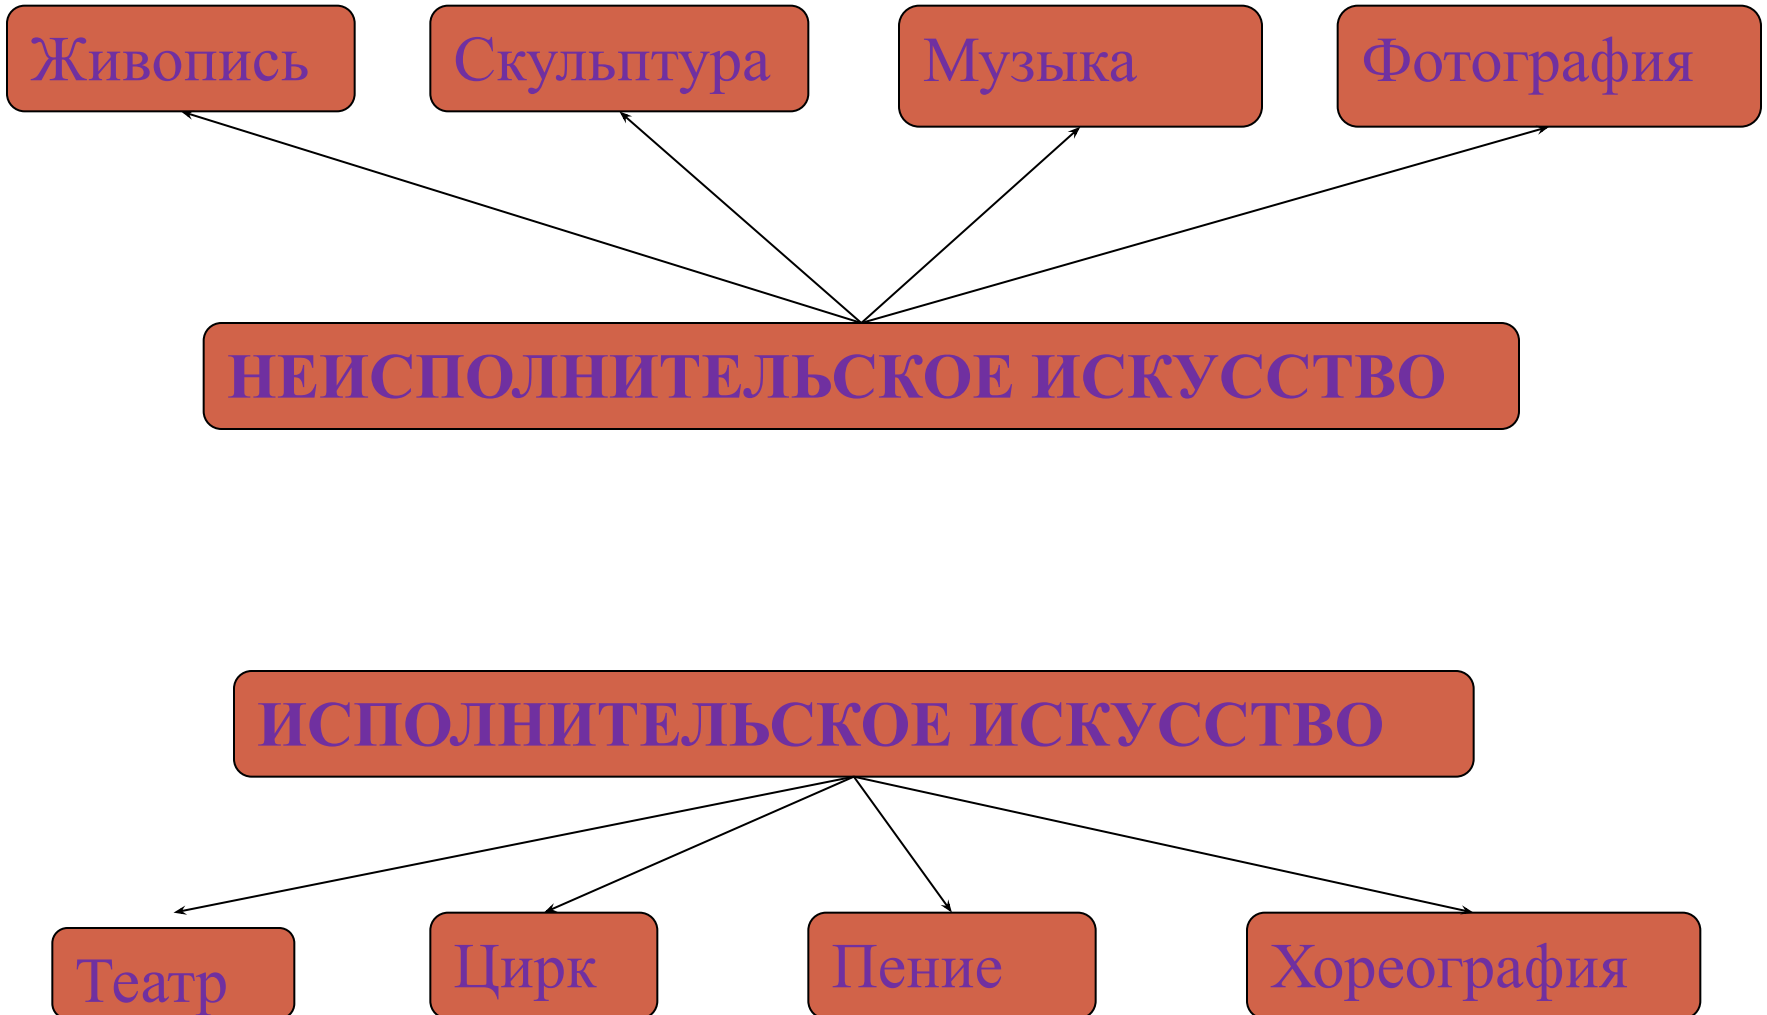 Живопись
Скульптура
Музыка
Фотография
НЕИСПОЛНИТЕЛЬСКОЕ ИСКУССТВО
ИСПОЛНИТЕЛЬСКОЕ ИСКУССТВО
Театр
Цирк
Пение
Хореография